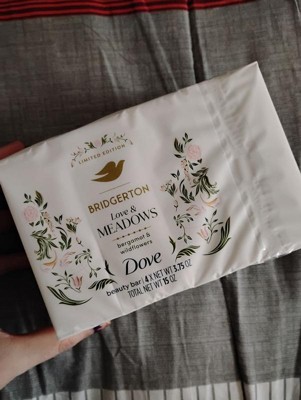 LIMITED EDITION
BRIDGERTON
Love &
MEADOWS
bergamot &
wildflowers
Dove
beauty bar | 4 X NET WT 3.75 OZ
TOTAL NET WT 15 OZ